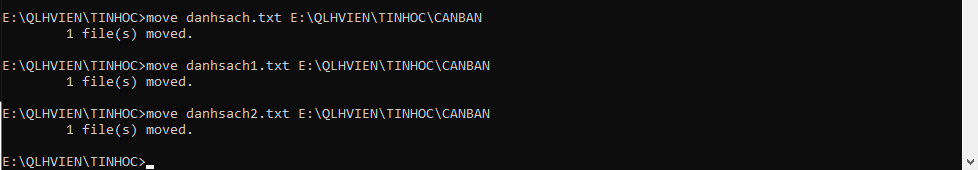 E:\QLHVIEN\TINHOC>move danhsach.txt E:\QLHVIEN\TINHOC\CANBAN
        1 file(s) moved.
E:\QLHVIEN\TINHOC>move danhsach1.txt E:\QLHVIEN\TINHOC\CANBAN
        1 file(s) moved.
E:\QLHVIEN\TINHOC>move danhsach2.txt E:\QLHVIEN\TINHOC\CANBAN
        1 file(s) moved.
E:\QLHVIEN\TINHOC>